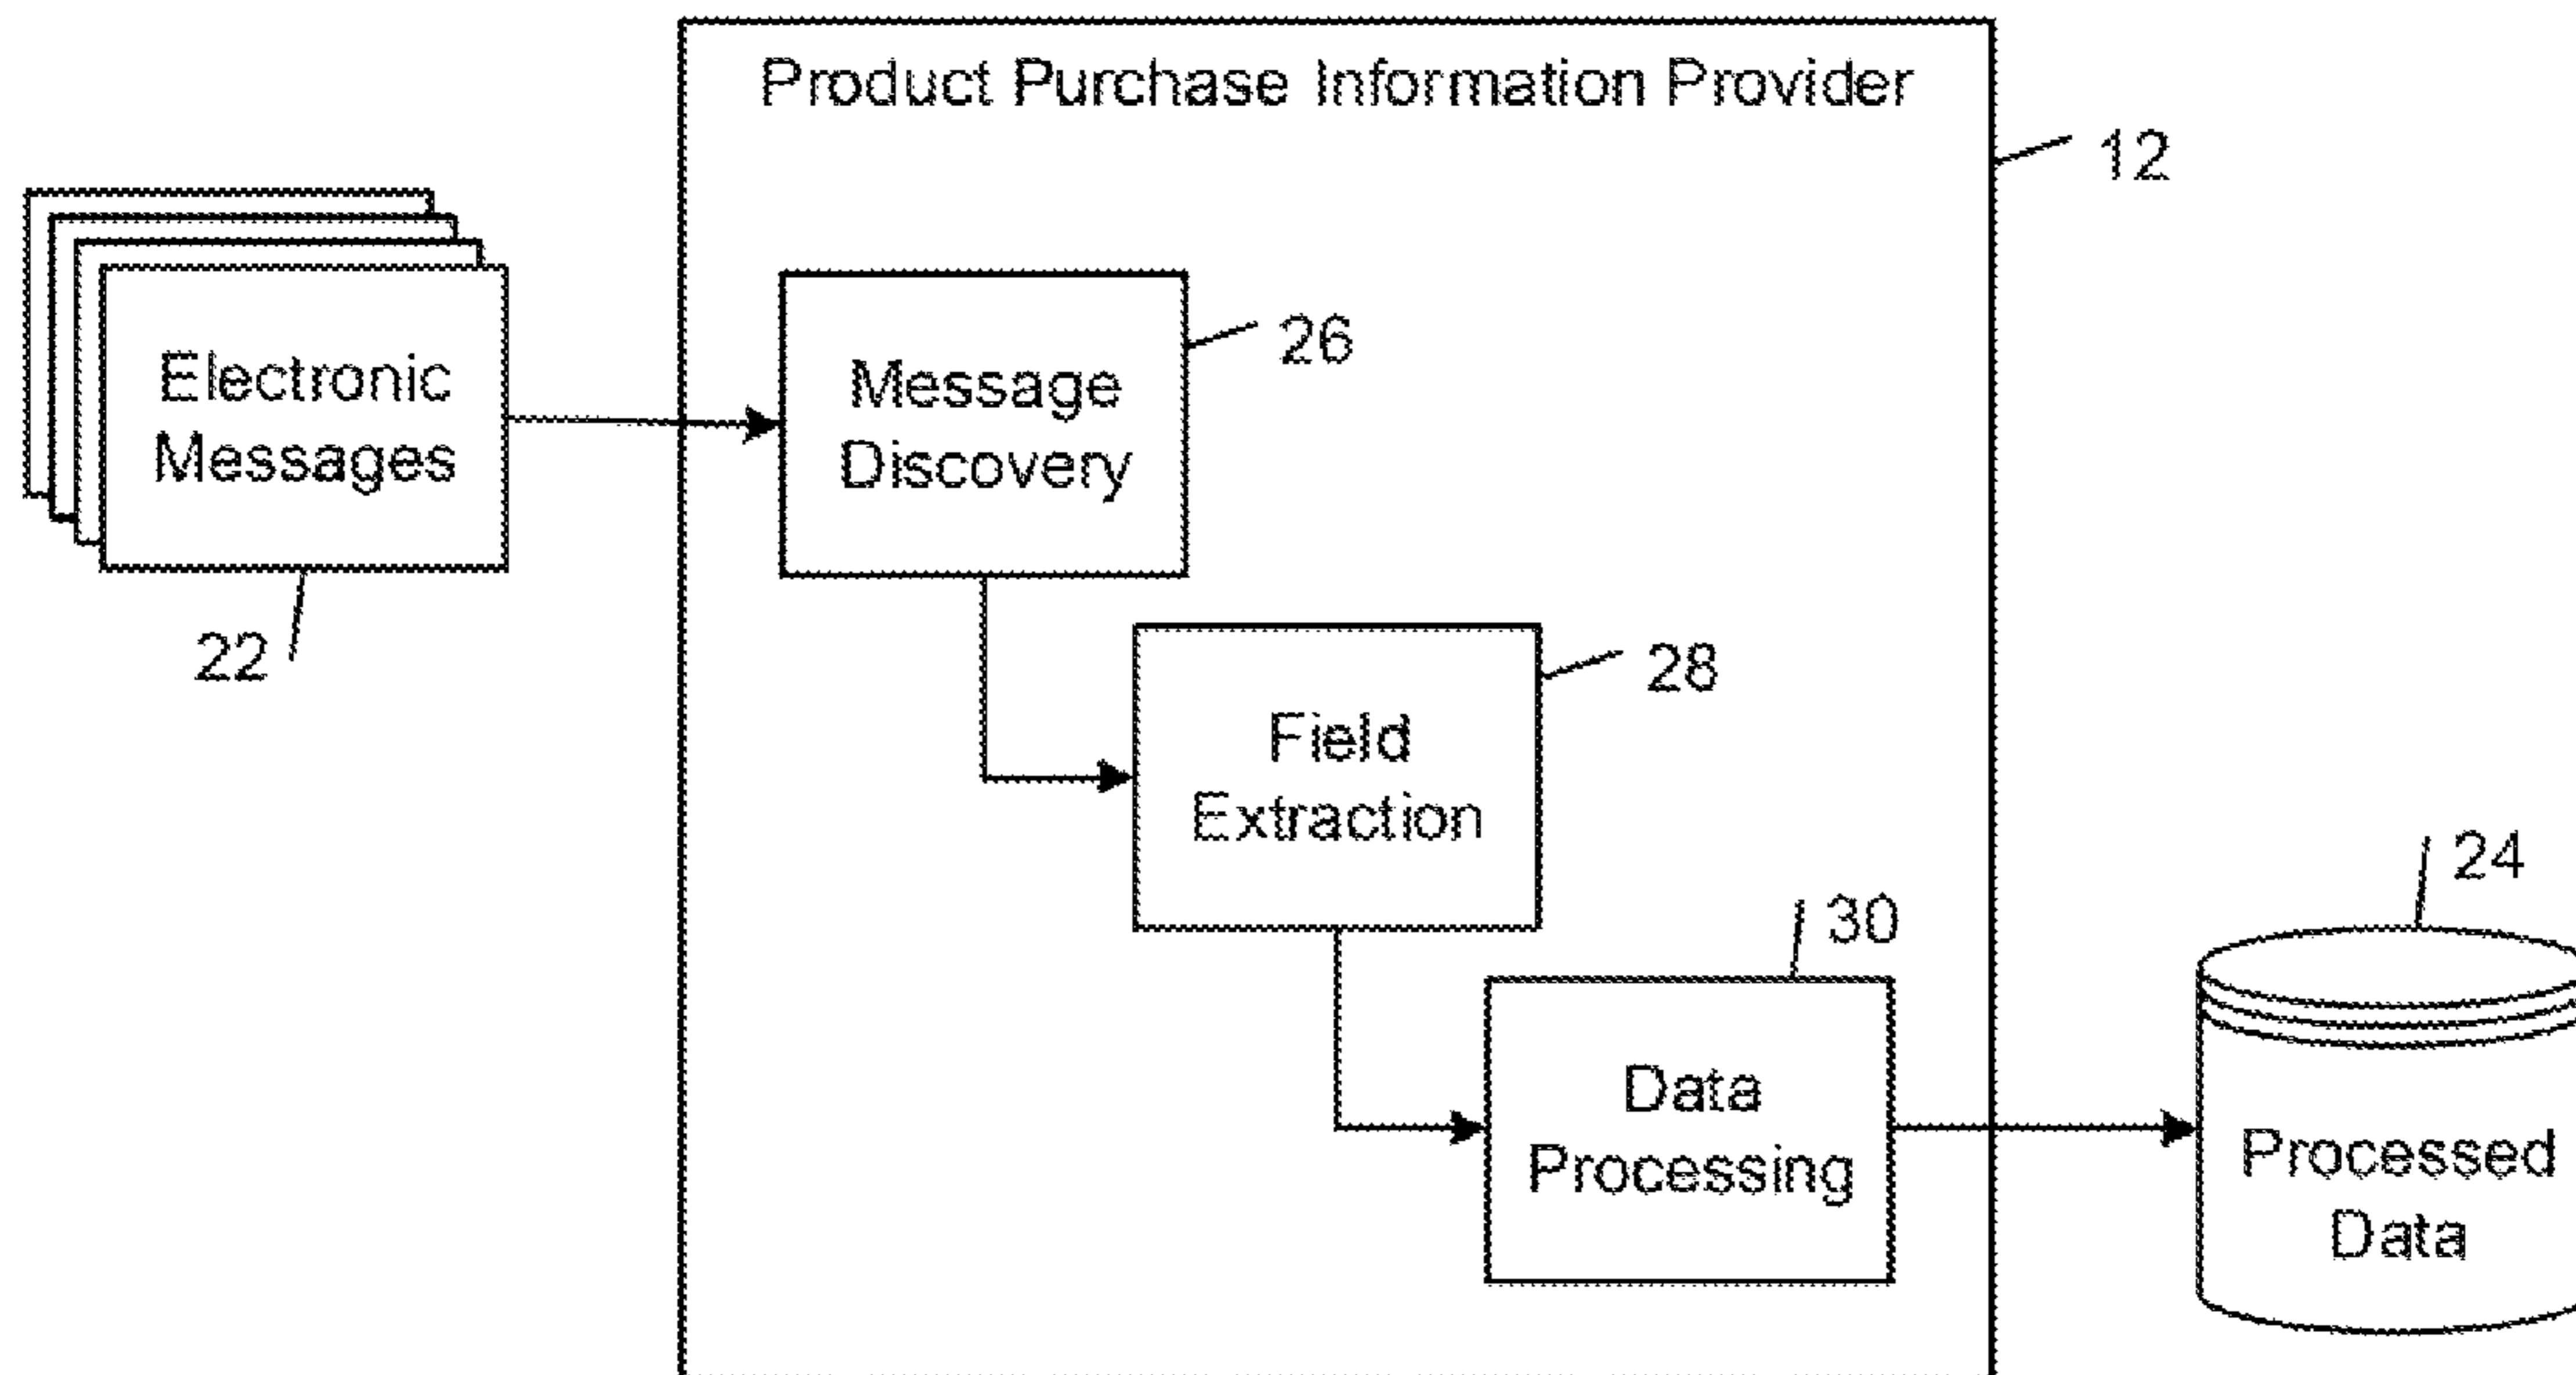 Product Purchase Information Provider
12
Electronic
Messages
22
Message
Discovery
26
Field
Extraction
28
Data
Processing
30
24
Processed
Data